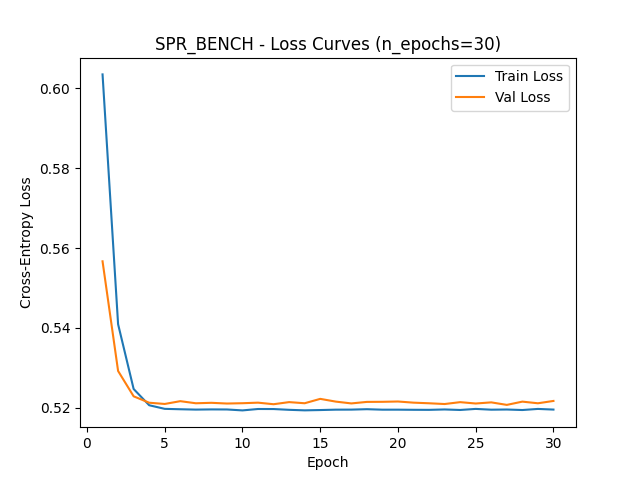 SPR_BENCH - Loss Curves (n_epochs=30)
Train Loss
Val Loss
Cross-Entropy Loss
0.60
0.58
0.56
0.54
0.52
0 5 10 15 20 25 30
Epoch